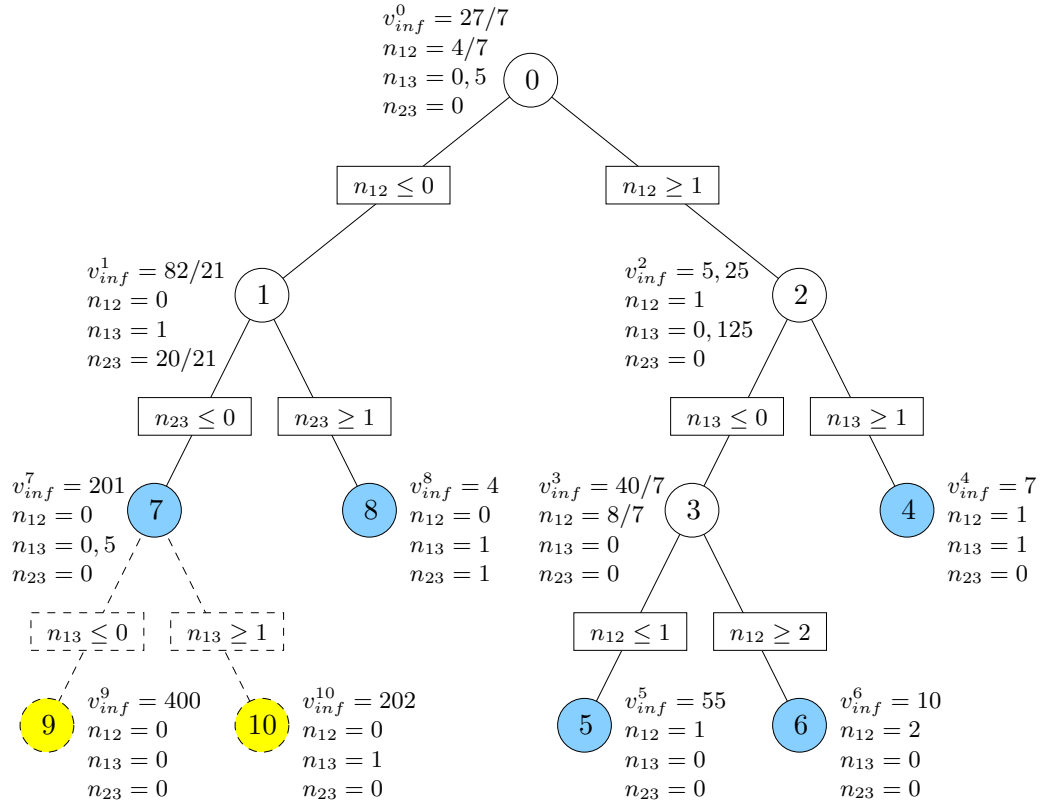 v_{inf}^0 = 27/7
n_{12} = 4/7
n_{13} = 0, 5
n_{23} = 0
0
n_{12} ≤ 0
n_{12} ≥ 1
v_{inf}^1 = 82/21
n_{12} = 0
n_{13} = 1
n_{23} = 20/21
1
v_{inf}^2 = 5, 25
n_{12} = 1
n_{13} = 0, 125
n_{23} = 0
2
n_{23} ≤ 0
n_{23} ≥ 1
n_{13} ≤ 0
n_{13} ≥ 1
v_{inf}^7 = 201
n_{12} = 0
n_{13} = 0, 5
n_{23} = 0
7
8
v_{inf}^8 = 4
n_{12} = 0
n_{13} = 1
n_{23} = 1
v_{inf}^3 = 40/7
n_{12} = 8/7
n_{13} = 0
n_{23} = 0
3
4
v_{inf}^4 = 7
n_{12} = 1
n_{13} = 1
n_{23} = 0
n_{13} ≤ 0
n_{13} ≥ 1
n_{12} ≤ 1
n_{12} ≥ 2
9
v_{inf}^9 = 400
n_{12} = 0
n_{13} = 0
n_{23} = 0
10
v_{inf}^{10} = 202
n_{12} = 0
n_{13} = 1
n_{23} = 0
5
v_{inf}^5 = 55
n_{12} = 1
n_{13} = 0
n_{23} = 0
6
v_{inf}^6 = 10
n_{12} = 2
n_{13} = 0
n_{23} = 0